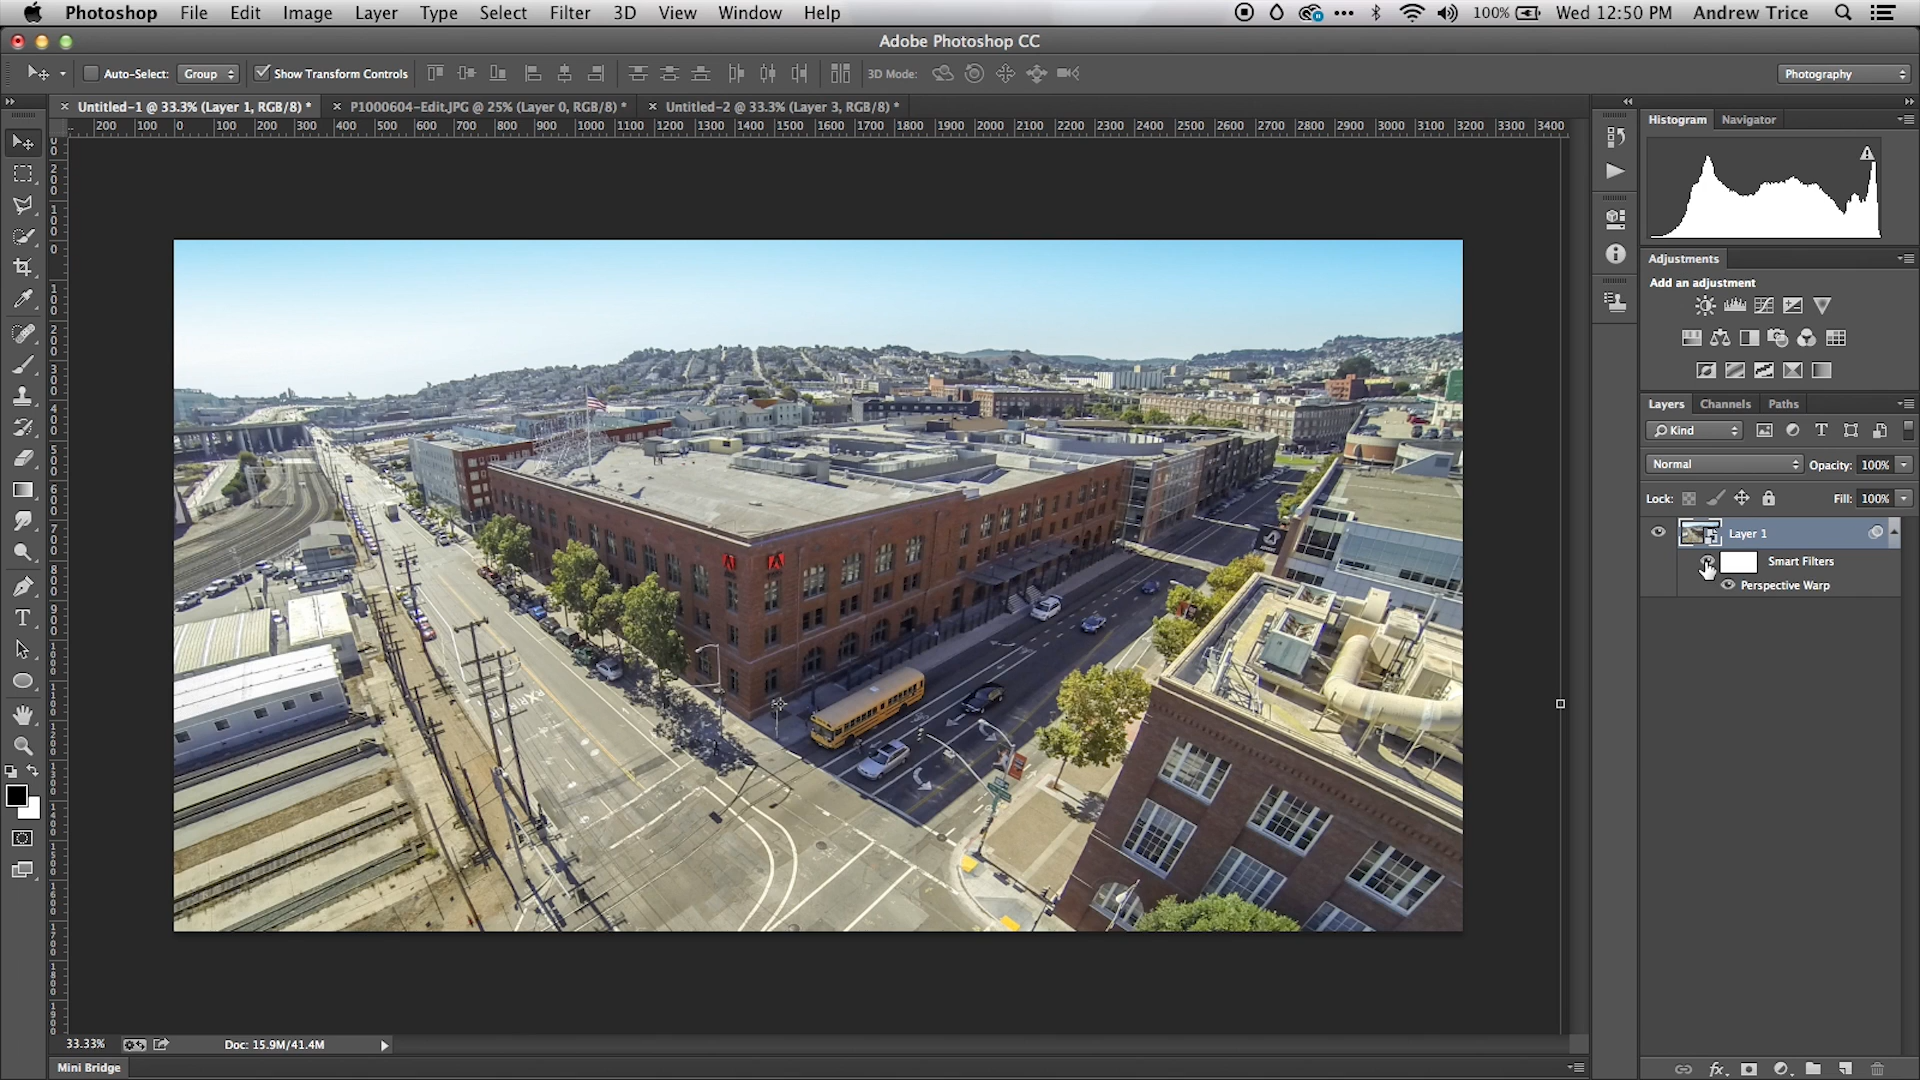 Photoshop File Edit Image Layer Type Select Filter 3D View Window Help 100% Wed 12:50 PM Andrew Trice
Adobe Photoshop CC
Auto-Select: Group Show Transform Controls 3D Mode: Photography
× Untitled-1 @ 33.3% (Layer 1, RGB/8) * × P1000604-Edit.JPG @ 25% (Layer 0, RGB/8) * × Untitled-2 @ 33.3% (Layer 3, RGB/8) *
200 100 0 100 200 300 400 500 600 700 800 900 1000 1100 1200 1300 1400 1500 1600 1700 1800 1900 2000 2100 2200 2300 2400 2500 2600 2700 2800 2900 3000 3100 3200 3300 3400
Histogram Navigator
Adjustments
Add an adjustment
Layers Channels Paths
Kind
Normal Opacity: 100%
Lock: Fill: 100%
Layer 1
Smart Filters
Perspective Warp
33.33% Doc: 15.9M/41.4M
Mini Bridge